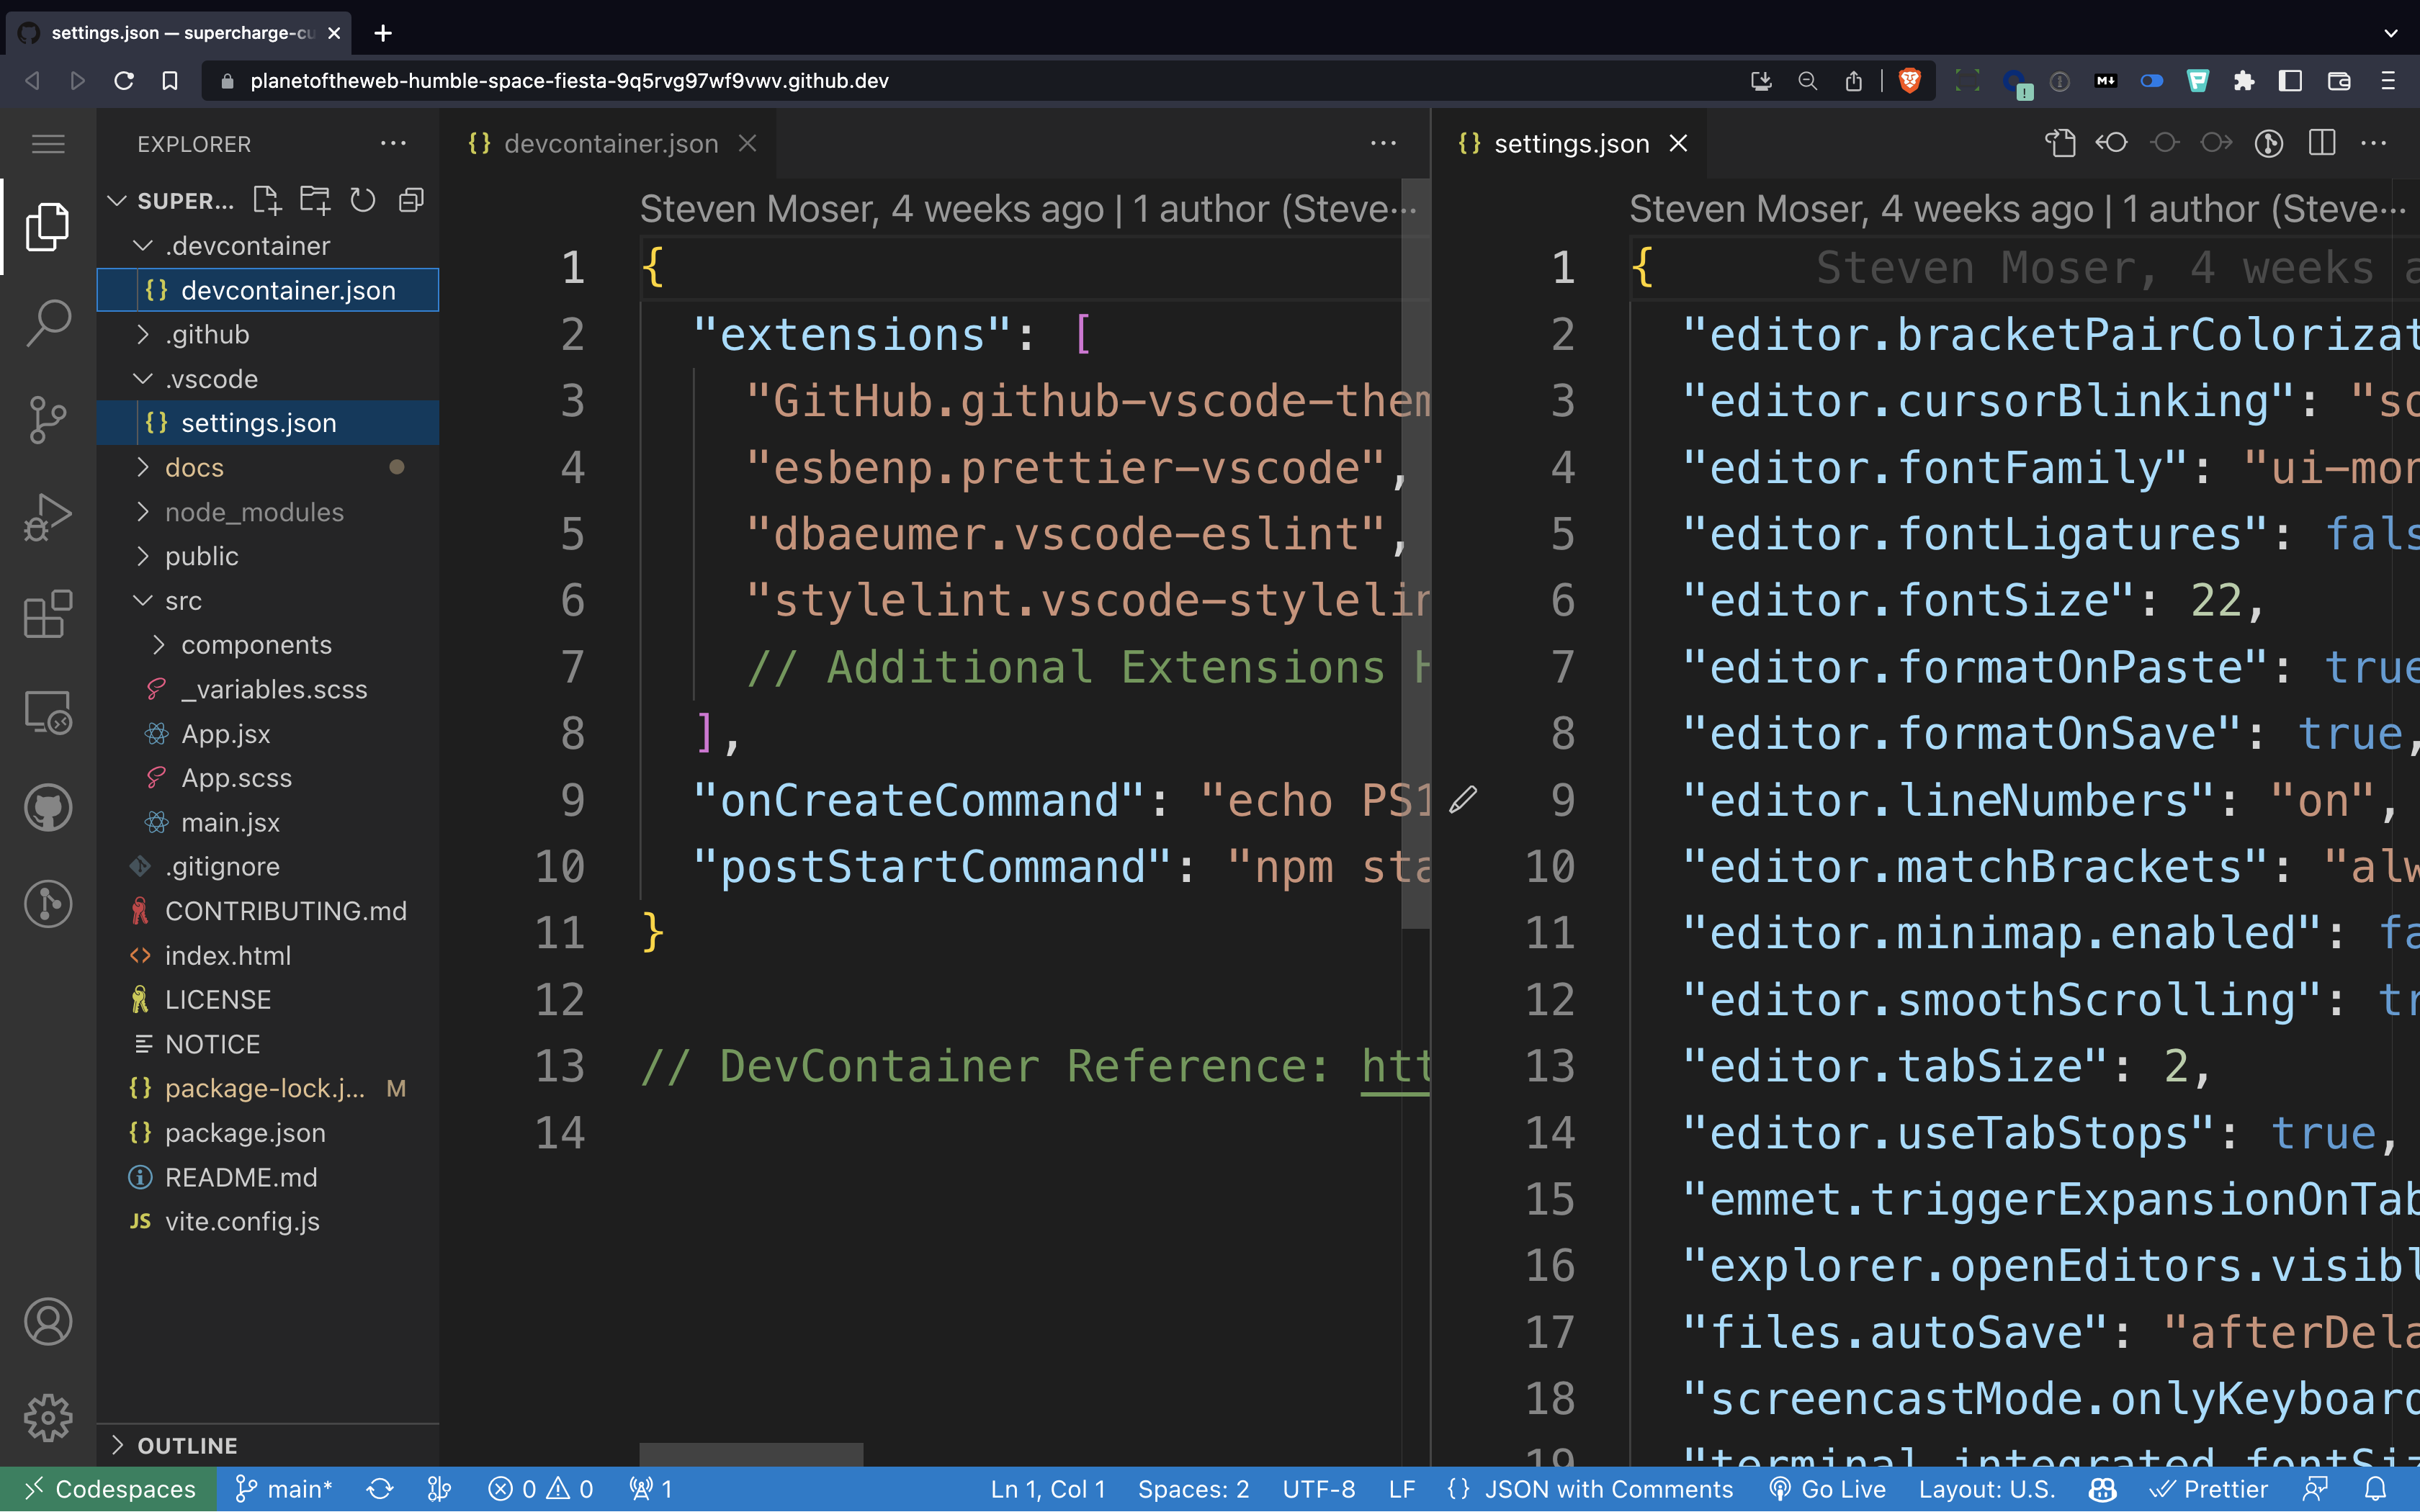 settings.json — supercharge-cu
planetoftheweb-humble-space-fiesta-9q5rvg97wf9vwv.github.dev
EXPLORER
SUPER...
.devcontainer
devcontainer.json
.github
.vscode
settings.json
docs
node_modules
public
src
components
_variables.scss
App.jsx
App.scss
main.jsx
.gitignore
CONTRIBUTING.md
index.html
LICENSE
NOTICE
package-lock.j... M
package.json
README.md
JS vite.config.js
OUTLINE
devcontainer.json
Steven Moser, 4 weeks ago | 1 author (Steve...
1 {
2 "extensions": [
3 "GitHub.github-vscode-them
4 "esbenp.prettier-vscode",
5 "dbaeumer.vscode-eslint",
6 "stylelint.vscode-stylelin
7 // Additional Extensions H
8 ],
9 "onCreateCommand": "echo PS1
10 "postStartCommand": "npm sta
11 }
12
13 // DevContainer Reference: htt
14
settings.json
Steven Moser, 4 weeks ago | 1 author (Steve...
1 { Steven Moser, 4 weeks a
2 "editor.bracketPairColorizat
3 "editor.cursorBlinking": "so
4 "editor.fontFamily": "ui-mon
5 "editor.fontLigatures": fals
6 "editor.fontSize": 22,
7 "editor.formatOnPaste": true
8 "editor.formatOnSave": true,
9 "editor.lineNumbers": "on",
10 "editor.matchBrackets": "alw
11 "editor.minimap.enabled": fa
12 "editor.smoothScrolling": tr
13 "editor.tabSize": 2,
14 "editor.useTabStops": true,
15 "emmet.triggerExpansionOnTab
16 "explorer.openEditors.visibl
17 "files.autoSave": "afterDela
18 "screencastMode.onlyKeyboard
19 "terminal.integrated.fontSiz
Codespaces main* 0 0 1 Ln 1, Col 1 Spaces: 2 UTF-8 LF {} JSON with Comments Go Live Layout: U.S. Prettier